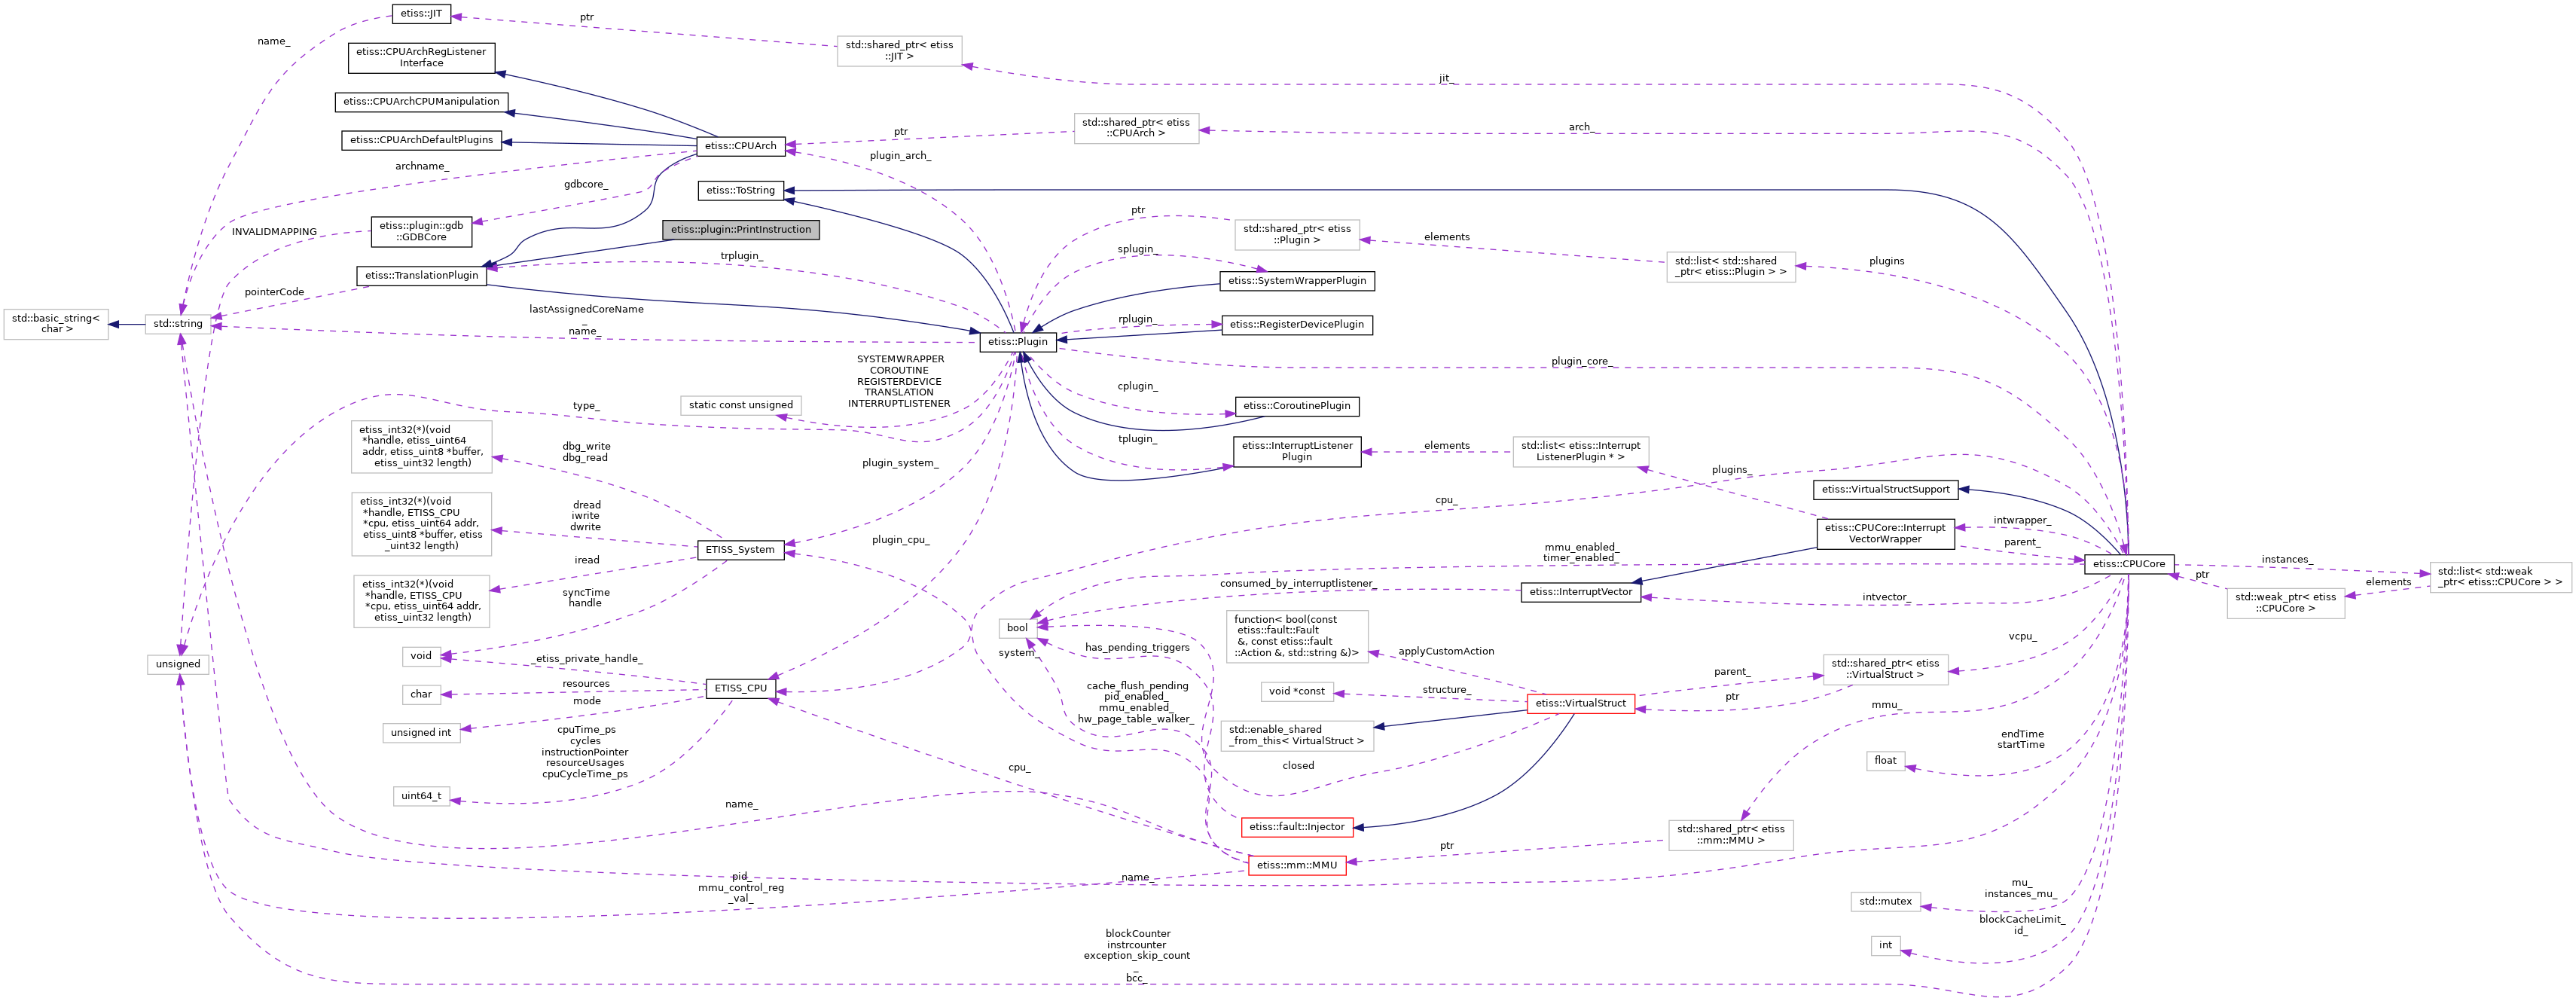 etiss::JIT
ptr
name_
etiss::CPUArchRegListener
Interface
std::shared_ptr< etiss
::JIT >
jit_
etiss::CPUArchCPUManipulation
etiss::CPUArchDefaultPlugins
etiss::CPUArch
ptr
std::shared_ptr< etiss
::CPUArch >
arch_
plugin_arch_
archname_
gdbcore_
etiss::ToString
etiss::plugin::gdb
::GDBCore
INVALIDMAPPING
etiss::plugin::PrintInstruction
ptr
std::shared_ptr< etiss
::Plugin >
elements
std::list< std::shared
_ptr< etiss::Plugin > >
plugins
trplugin_
splugin_
etiss::TranslationPlugin
etiss::SystemWrapperPlugin
pointerCode
std::basic_string<
char >
std::string
lastAssignedCoreName
_
name_
rplugin_
etiss::RegisterDevicePlugin
etiss::Plugin
plugin_core_
SYSTEMWRAPPER
COROUTINE
REGISTERDEVICE
TRANSLATION
INTERRUPTLISTENER
cplugin_
type_
static const unsigned
etiss::CoroutinePlugin
etiss_int32(*)(void
*handle, etiss_uint64
addr, etiss_uint8 *buffer,
etiss_uint32 length)
dbg_write
dbg_read
tplugin_
etiss::InterruptListener
Plugin
elements
std::list< etiss::Interrupt
ListenerPlugin * >
plugins_
plugin_system_
cpu_
etiss::VirtualStructSupport
etiss_int32(*)(void
*handle, ETISS_CPU
*cpu, etiss_uint64 addr,
etiss_uint8 *buffer, etiss
_uint32 length)
dread
iwrite
dwrite
etiss::CPUCore::Interrupt
VectorWrapper
intwrapper_
parent_
plugin_cpu_
ETISS_System
iread
mmu_enabled_
timer_enabled_
etiss::CPUCore
instances_
std::list< std::weak
_ptr< etiss::CPUCore > >
ptr
elements
std::weak_ptr< etiss
::CPUCore >
etiss_int32(*)(void
*handle, ETISS_CPU
*cpu, etiss_uint64 addr,
etiss_uint32 length)
syncTime
handle
consumed_by_interruptlistener_
etiss::InterruptVector
intvector_
bool
function< bool(const
etiss::fault::Fault
&, const etiss::fault
::Action &, std::string &)>
applyCustomAction
vcpu_
unsigned
void
_etiss_private_handle_
system_
has_pending_triggers
std::shared_ptr< etiss
::VirtualStruct >
parent_
ptr
char
resources
ETISS_CPU
void *const
structure_
etiss::VirtualStruct
mmu_
unsigned int
mode
cache_flush_pending
pid_enabled_
mmu_enabled_
hw_page_table_walker_
std::enable_shared
_from_this< VirtualStruct >
cpuTime_ps
cycles
instructionPointer
resourceUsages
cpuCycleTime_ps
endTime
startTime
float
closed
cpu_
uint64_t
name_
etiss::fault::Injector
std::shared_ptr< etiss
::mm::MMU >
ptr
etiss::mm::MMU
pid_
mmu_control_reg
_val_
name_
mu_
instances_mu_
std::mutex
blockCacheLimit_
id_
int
blockCounter
instrcounter
exception_skip_count
_
bcc_